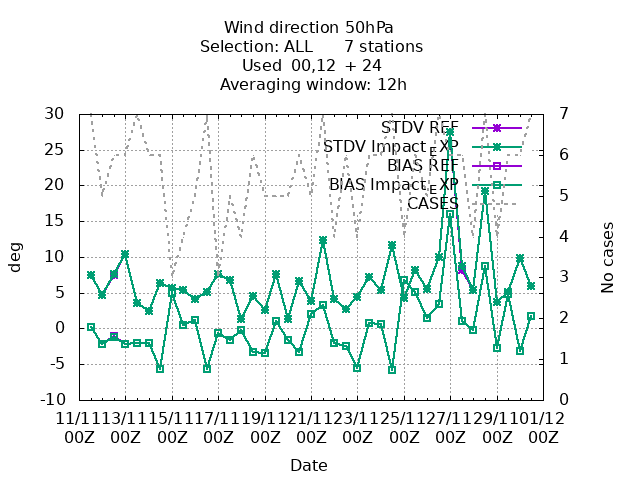 Wind direction 50hPa
Selection: ALL 7 stations
Used 00,12 + 24
Averaging window: 12h
30 7
STDV REF
STDV Impact_EXP
25 6
BIAS REF
20 BIAS Impact_EXP 5
CASES
15 4
10
5 3
0 2
-5 1
-10 0
deg
No cases
11/11 13/11 15/11 17/11 19/11 21/11 23/11 25/11 27/11 29/11 01/12
00Z 00Z 00Z 00Z 00Z 00Z 00Z 00Z 00Z 00Z 00Z
Date